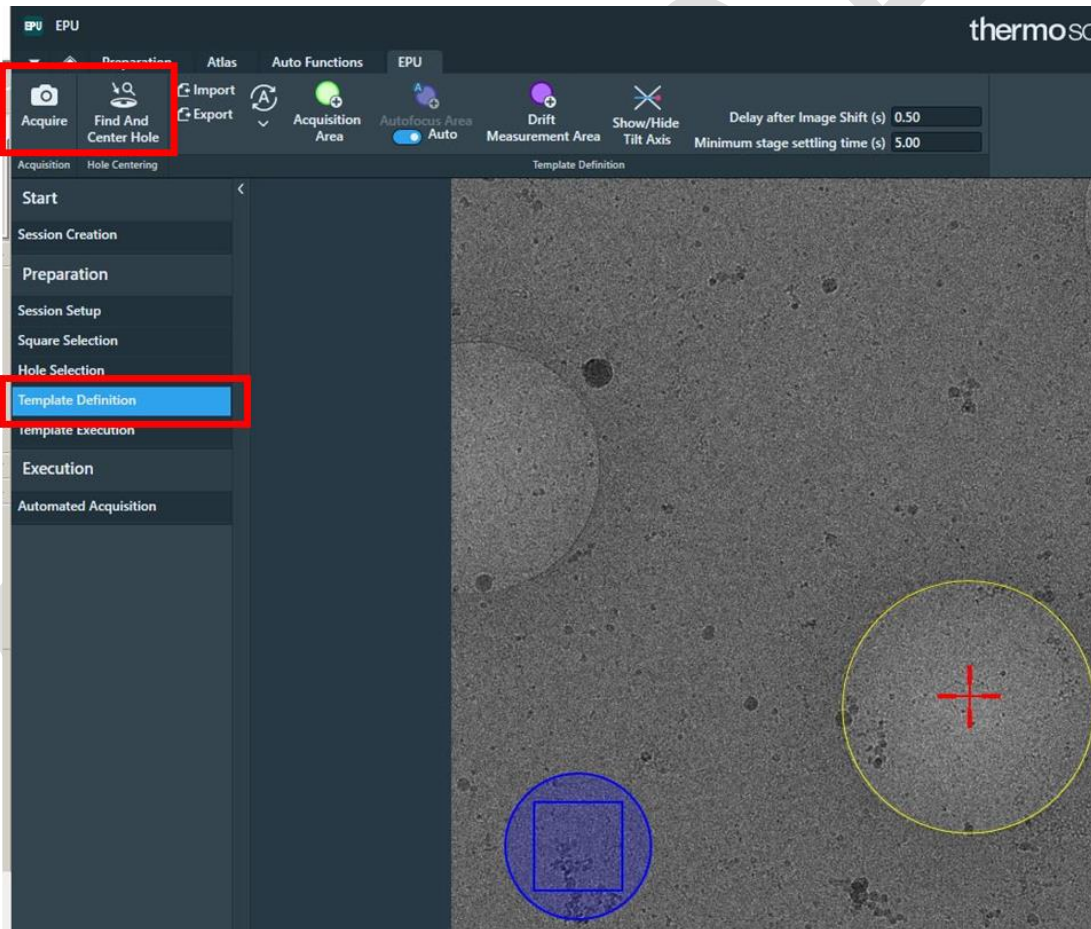 EPU EPU
thermo sc
Preparation Atlas Auto Functions EPU
Acquire
Find And
Center Hole
Import
Export
A
Acquisition
Area
A
Autofocus Area
Auto
Drift
Measurement Area
Show/Hide
Tilt Axis
Delay after Image Shift (s) 0.50
Minimum stage settling time (s) 5.00
Acquisition Hole Centering Template Definition
Start
Session Creation
Preparation
Session Setup
Square Selection
Hole Selection
Template Definition
Template Execution
Execution
Automated Acquisition